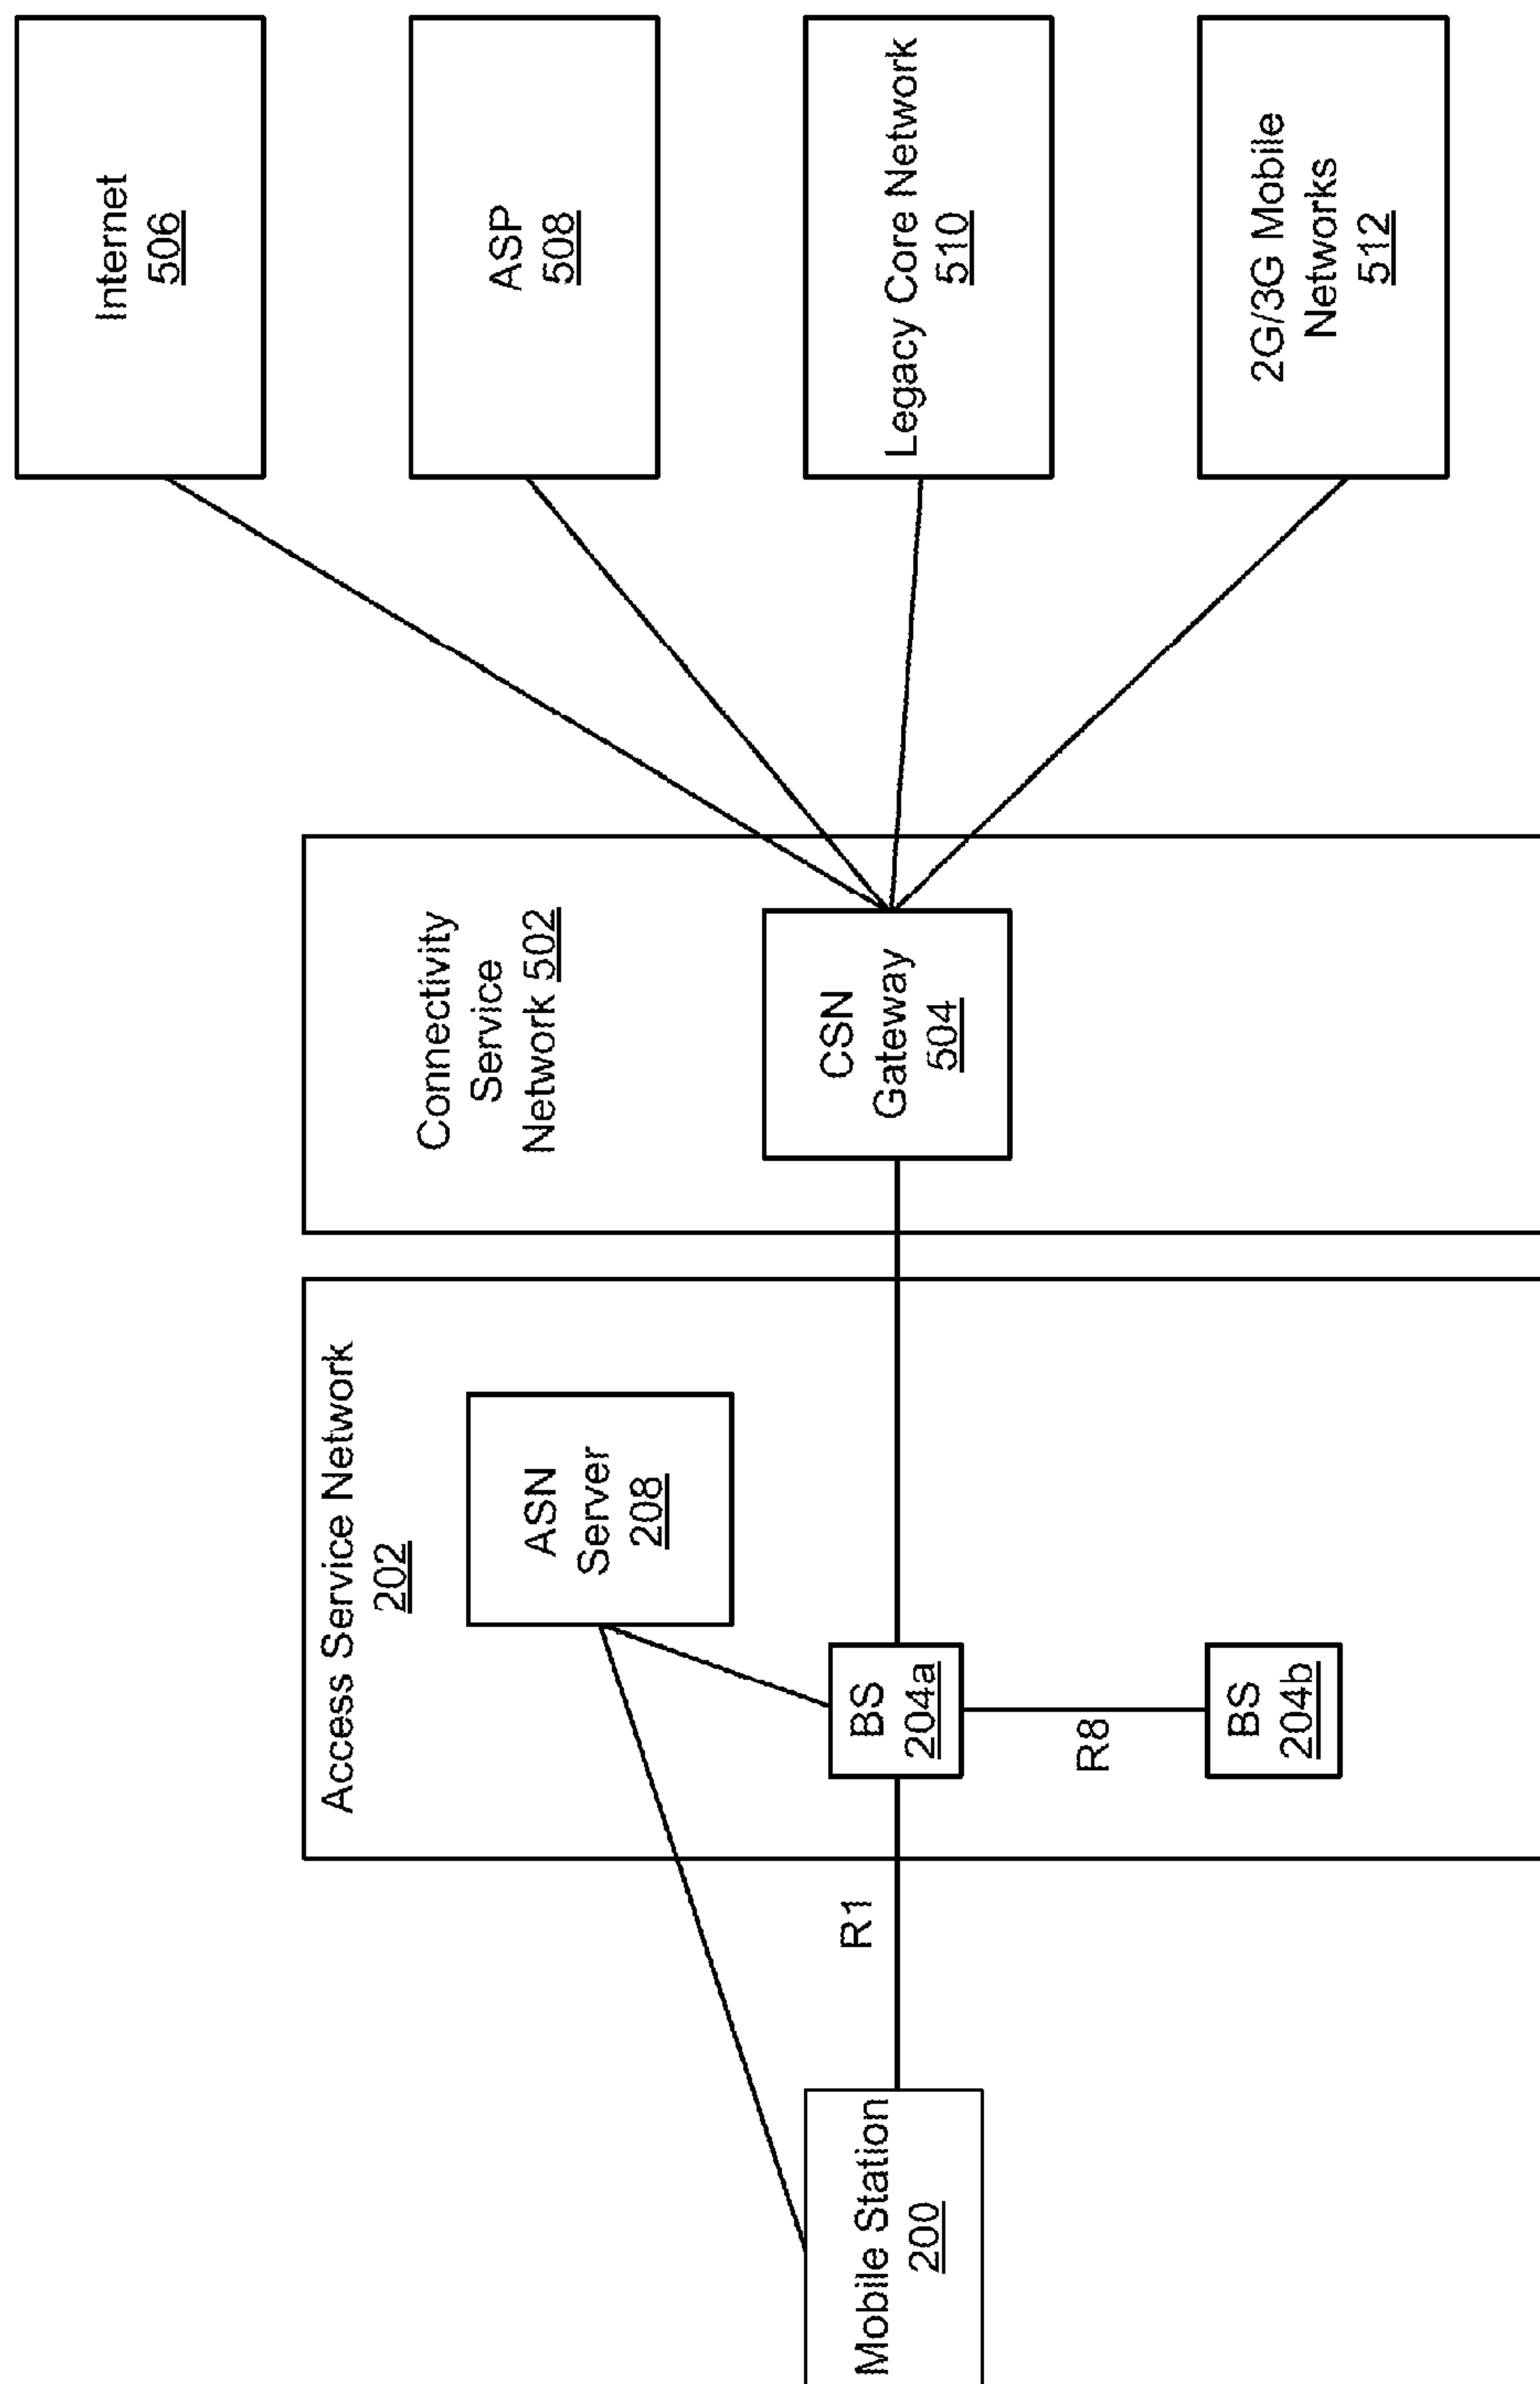 Internet
506
ASP
508
Legacy Core Network
510
2G/3G Mobile
Networks
512
Connectivity
Service
Network 502
CSN
Gateway
504
Access Service Network
202
ASN
Server
208
BS
204a
R8
BS
204b
R1
Mobile Station
200